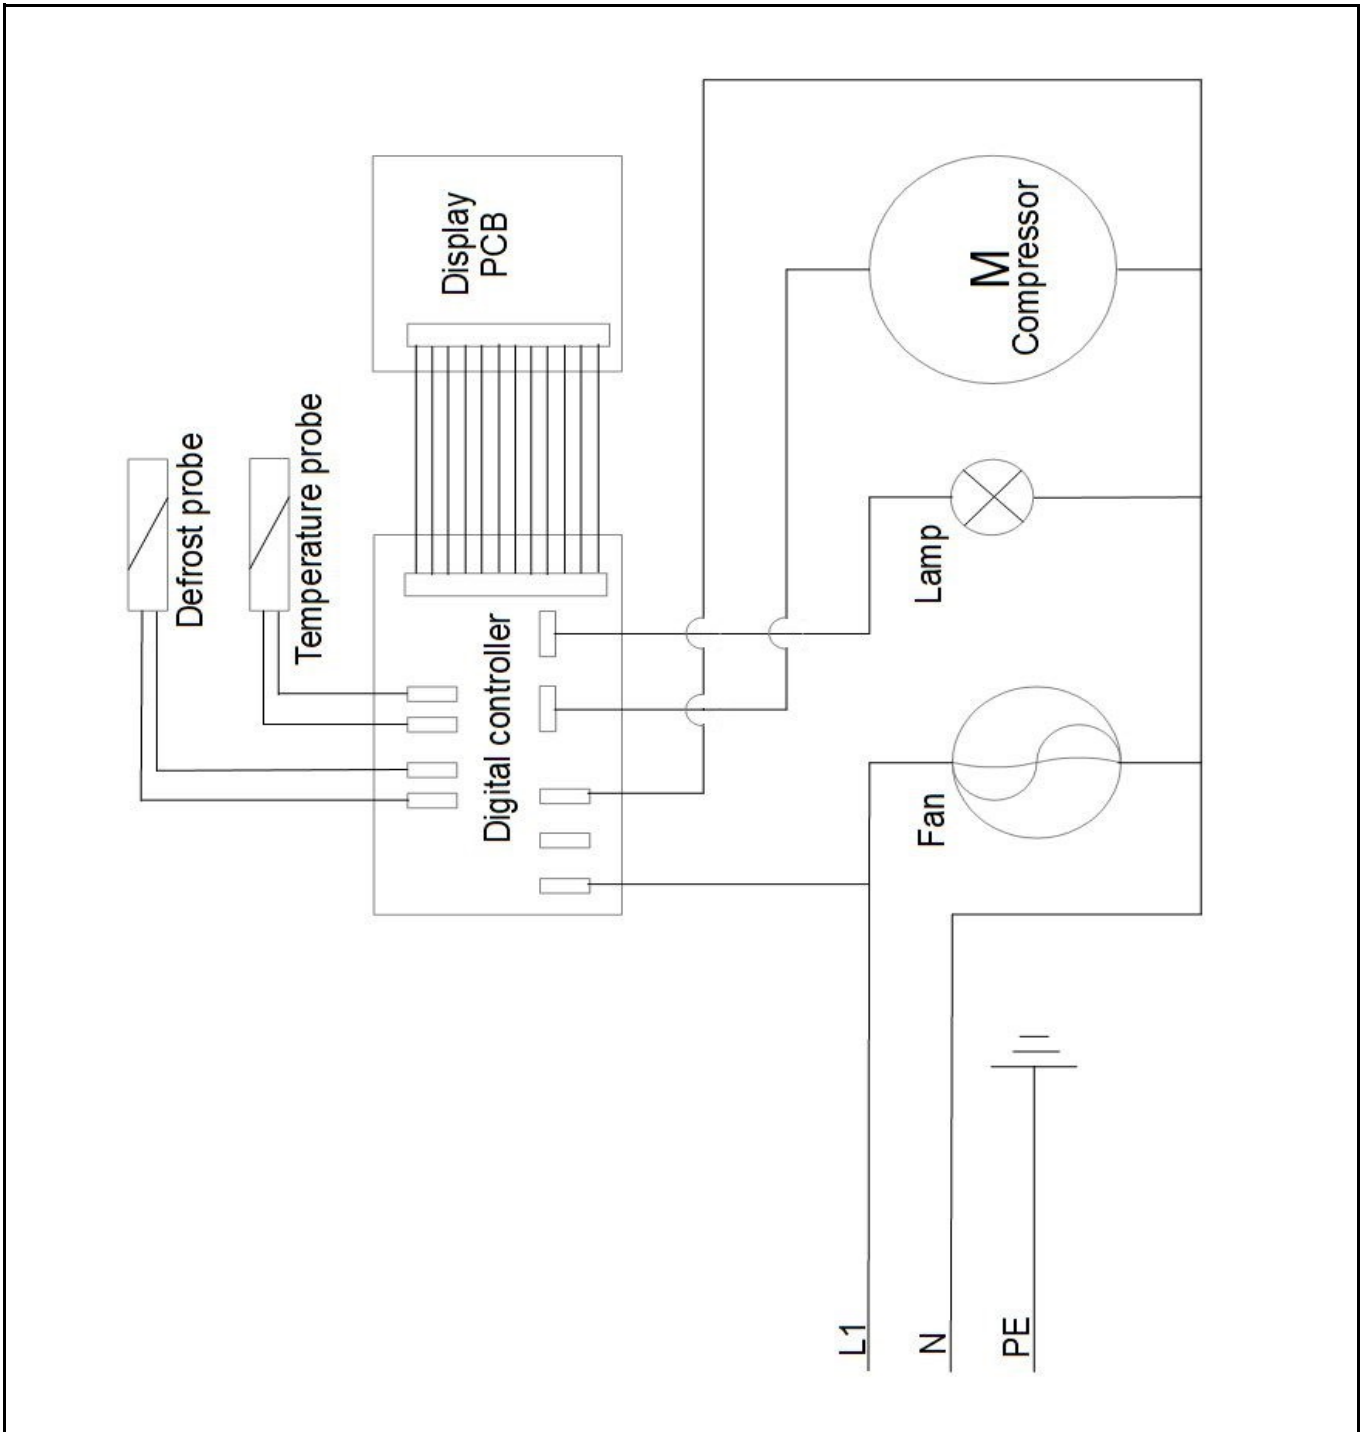 Defrost probe
Temperature probe
Display
PCB
Digital controller
M
Compressor
Lamp
Fan
L1
N
PE